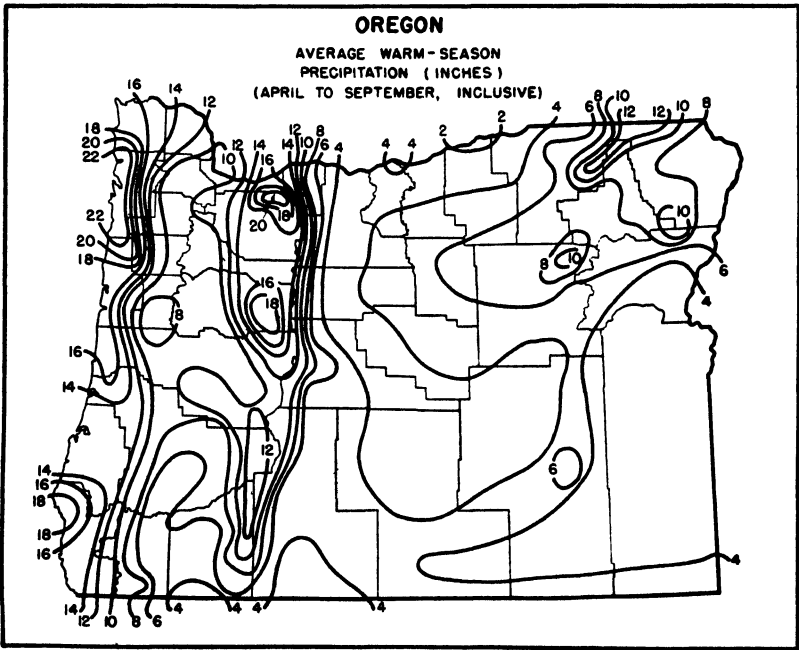 OREGON
AVERAGE WARM-SEASON
PRECIPITATION (INCHES)
(APRIL TO SEPTEMBER, INCLUSIVE)
16 14 12
18
20
22
10 12 14 16
14 12 10 8 6 4
4 4
2 2
4
6 8 10 12
12 10 8
18
20
22
20
18
10
8 10
6
4
16
18
8
16
14
12
6
14
16
18
18
16
4
14 12 10 8 6 4 4 4 4